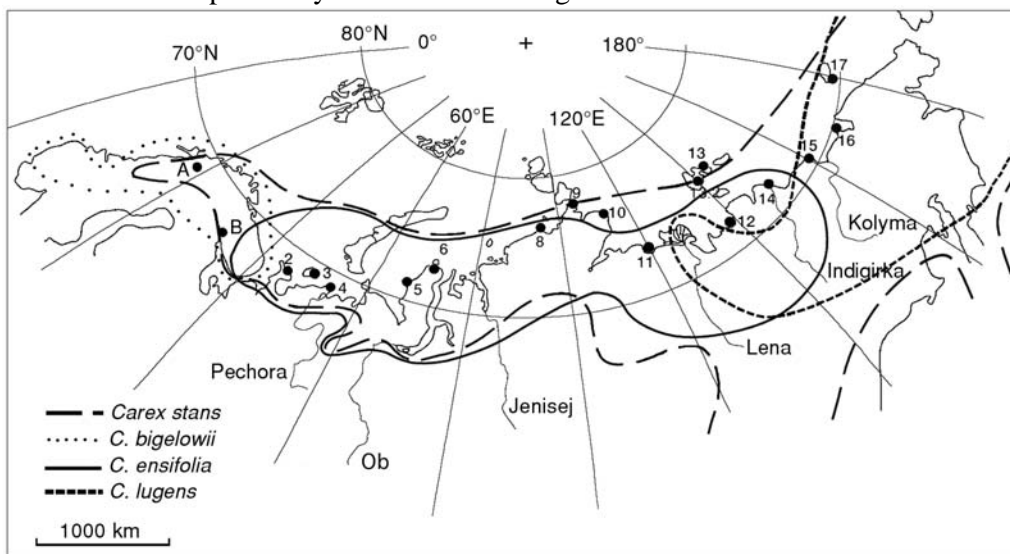 80°N
0°
180°
70°N
17
60°E
120°E
16
15
13
A
9
14
10
12
Kolyma
B
8
6
11
2
3
Indigirka
4
5
Lena
Pechora
Jenisej
Carex stans
C. bigelowii
C. ensifolia
Ob
C. lugens
1000 km